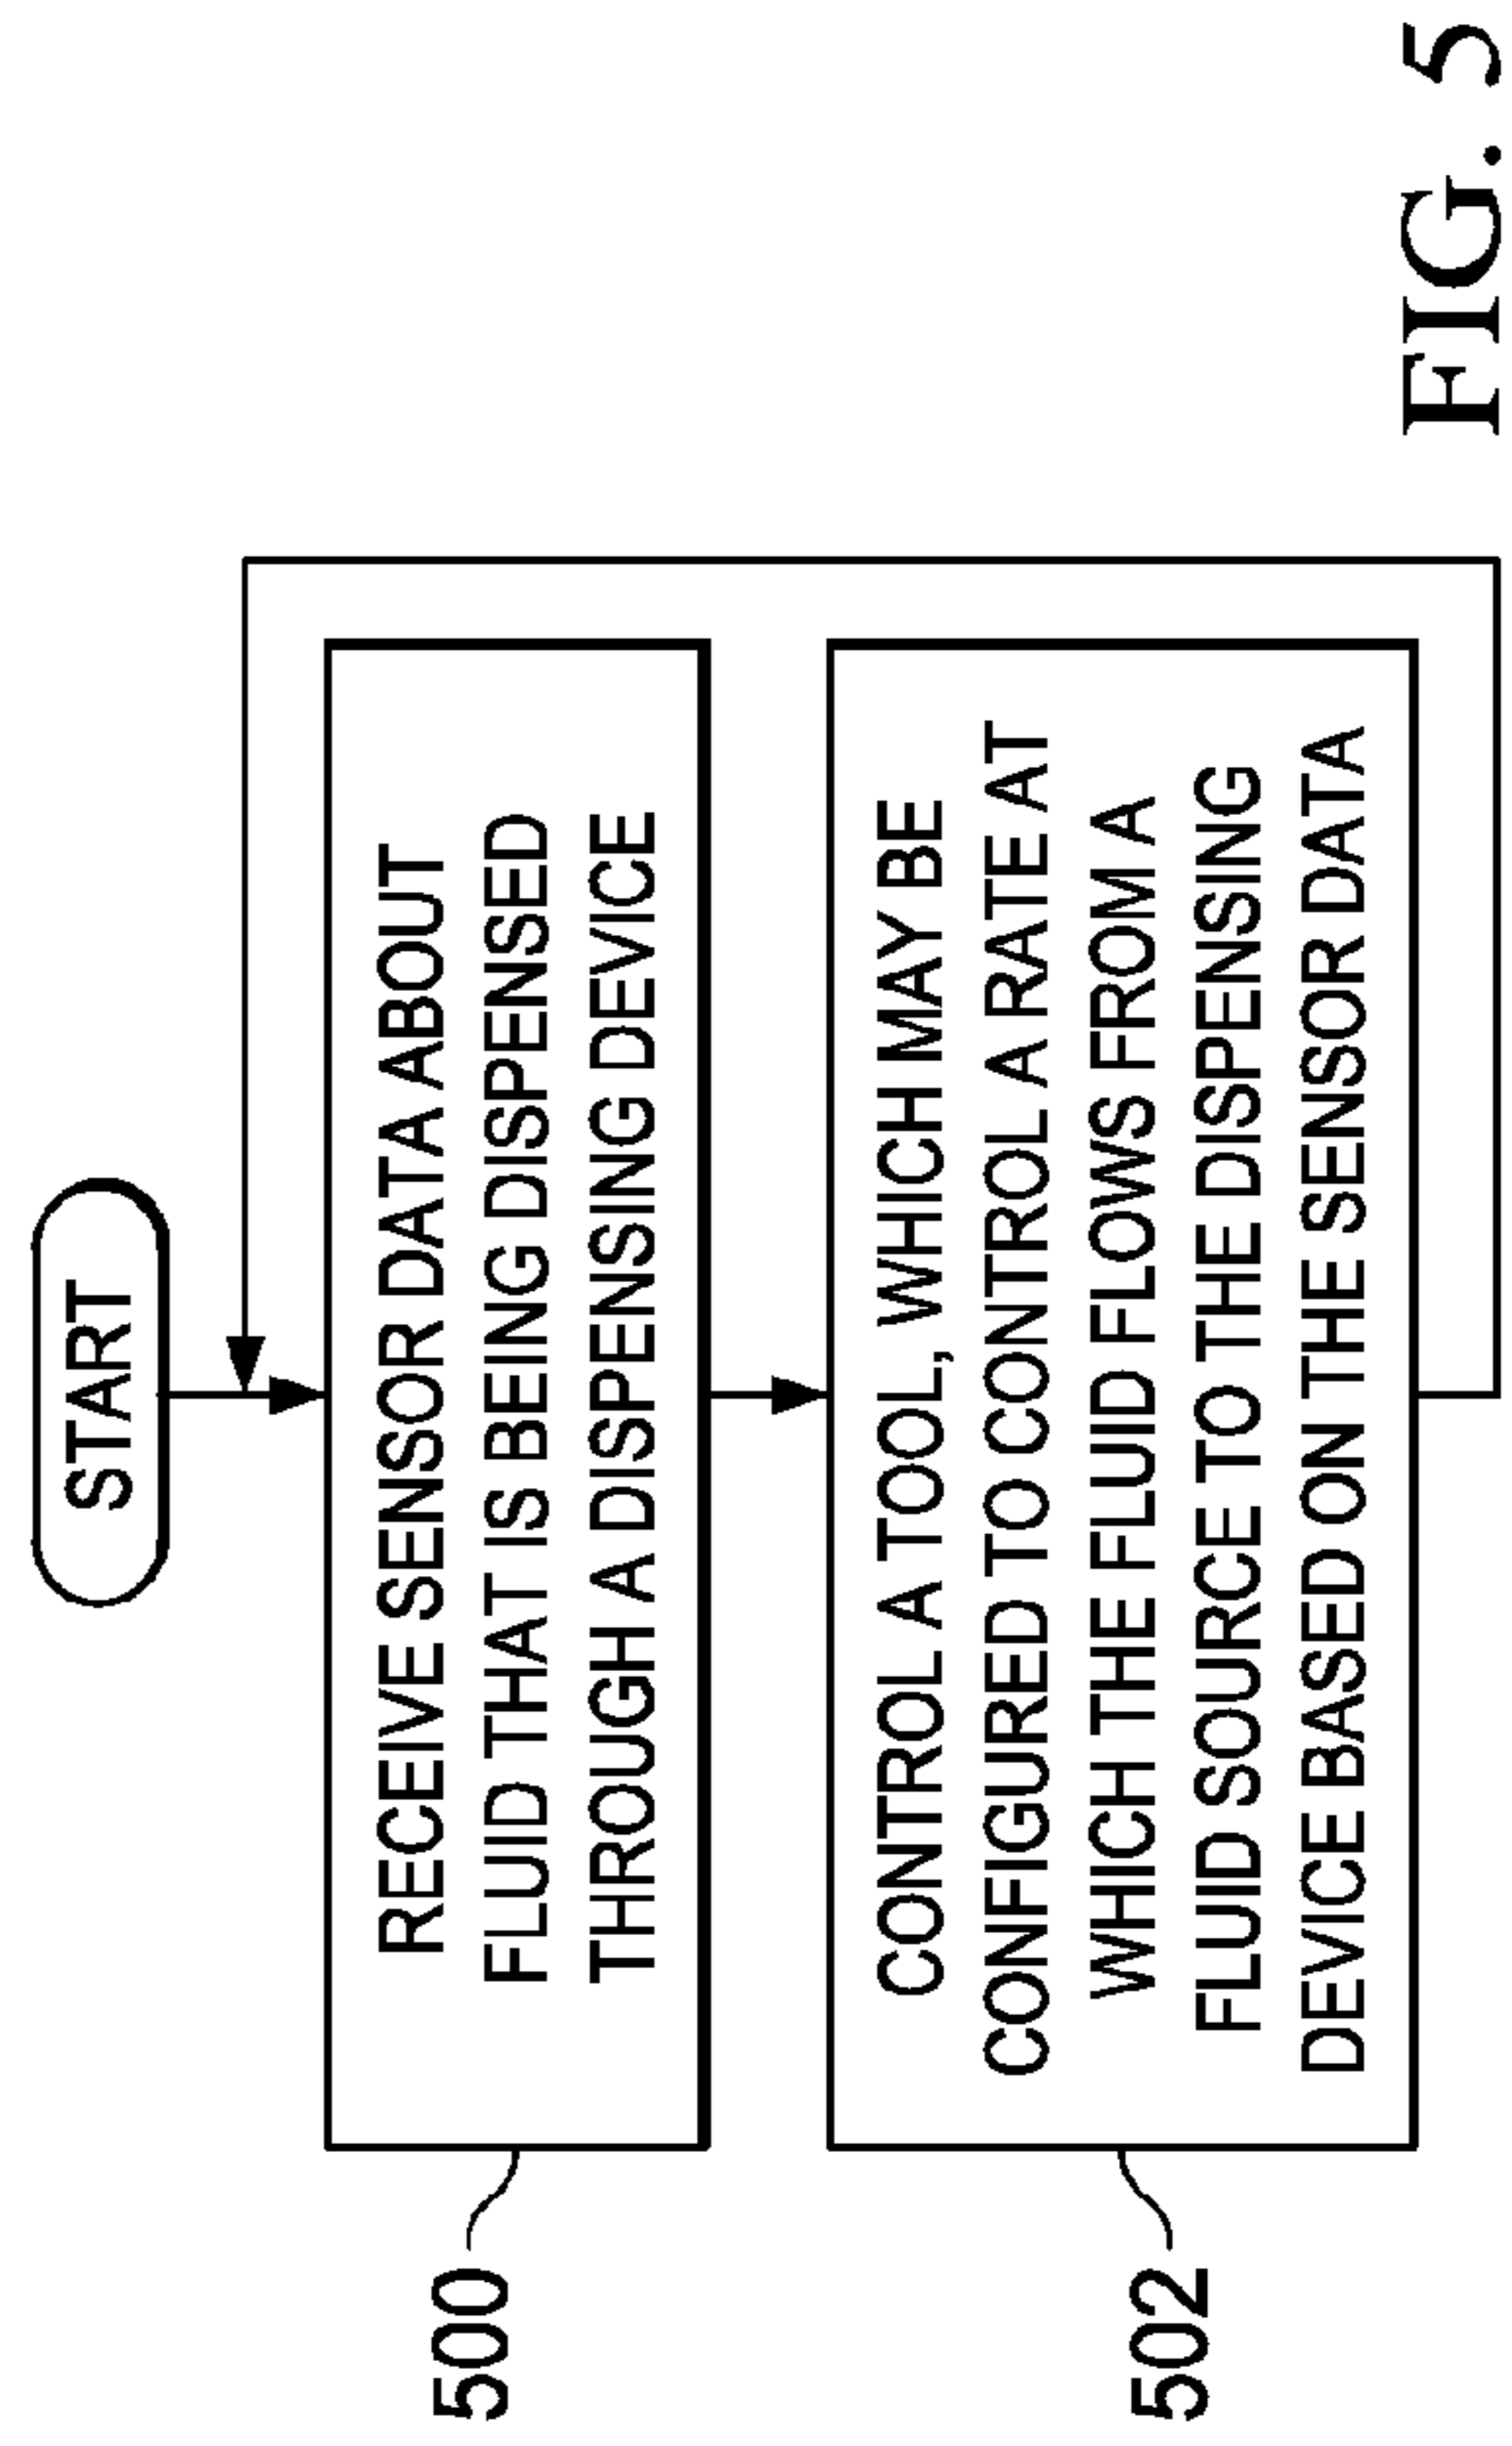 START
RECEIVE SENSOR DATA ABOUT
FLUID THAT IS BEING DISPENSED
THROUGH A DISPENSING DEVICE
500
CONTROL A TOOL, WHICH MAY BE
CONFIGURED TO CONTROL A RATE AT
WHICH THE FLUID FLOWS FROM A
FLUID SOURCE TO THE DISPENSING
DEVICE BASED ON THE SENSOR DATA
502
FIG. 5